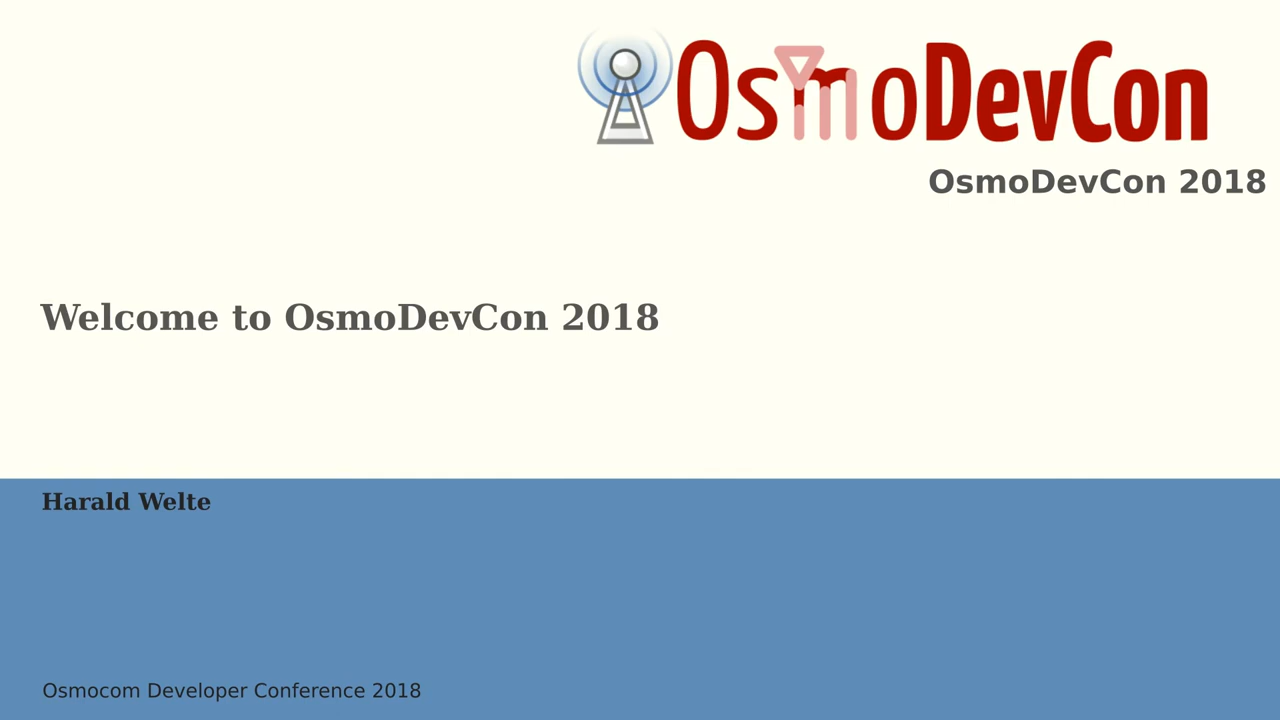 OsmoDevCon
OsmoDevCon 2018
Welcome to OsmoDevCon 2018
Harald Welte
Osmocom Developer Conference 2018